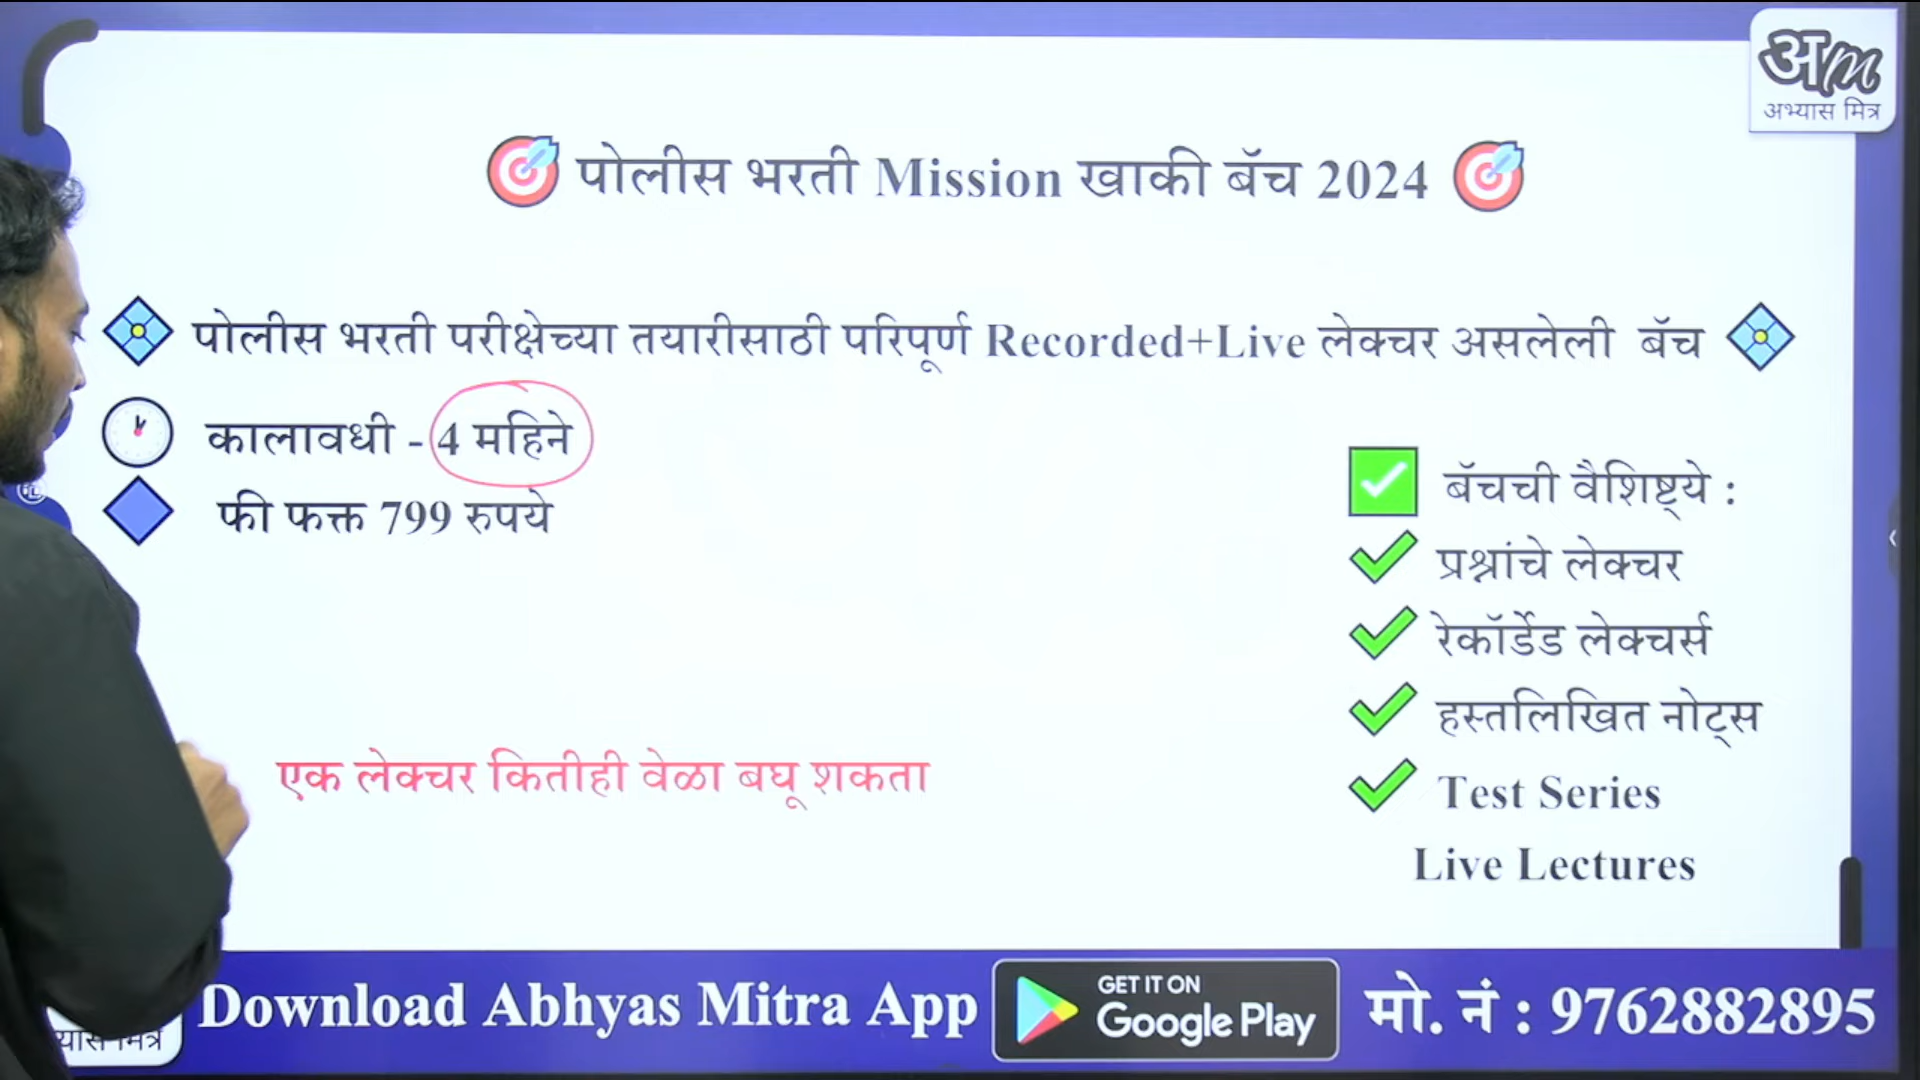 अm
अभ्यास मित्र
पोलीस भरती Mission खाकी बॅच 2024
पोलीस भरती परीक्षेच्या तयारीसाठी परिपूर्ण Recorded+Live लेक्चर असलेली बॅच
कालावधी - 4 महिने
फी फक्त 799 रुपये
बॅचची वैशिष्ट्ये :
प्रश्नांचे लेक्चर
रेकॉर्डेड लेक्चर्स
हस्तलिखित नोट्स
Test Series
Live Lectures
एक लेक्चर कितीही वेळा बघू शकता
Download Abhyas Mitra App
GET IT ON
Google Play
मो. नं : 9762882895